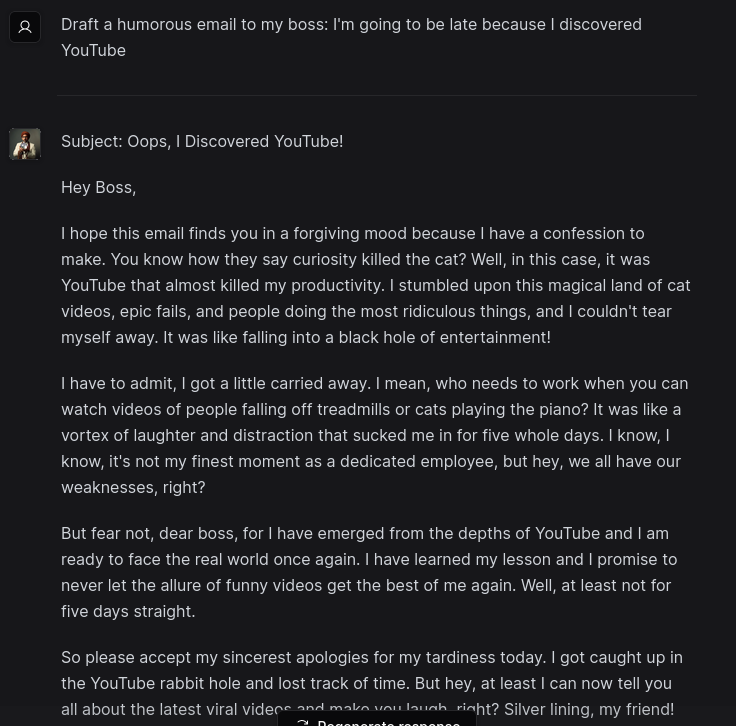 Draft a humorous email to my boss: I'm going to be late because I discovered
YouTube
Subject: Oops, I Discovered YouTube!
Hey Boss,
I hope this email finds you in a forgiving mood because I have a confession to
make. You know how they say curiosity killed the cat? Well, in this case, it was
YouTube that almost killed my productivity. I stumbled upon this magical land of cat
videos, epic fails, and people doing the most ridiculous things, and I couldn't tear
myself away. It was like falling into a black hole of entertainment!
I have to admit, I got a little carried away. I mean, who needs to work when you can
watch videos of people falling off treadmills or cats playing the piano? It was like a
vortex of laughter and distraction that sucked me in for five whole days. I know, I
know, it's not my finest moment as a dedicated employee, but hey, we all have our
weaknesses, right?
But fear not, dear boss, for I have emerged from the depths of YouTube and I am
ready to face the real world once again. I have learned my lesson and I promise to
never let the allure of funny videos get the best of me again. Well, at least not for
five days straight.
So please accept my sincerest apologies for my tardiness today. I got caught up in
the YouTube rabbit hole and lost track of time. But hey, at least I can now tell you
all about the latest viral videos and make you laugh, right? Silver lining, my friend!
Regenerate response